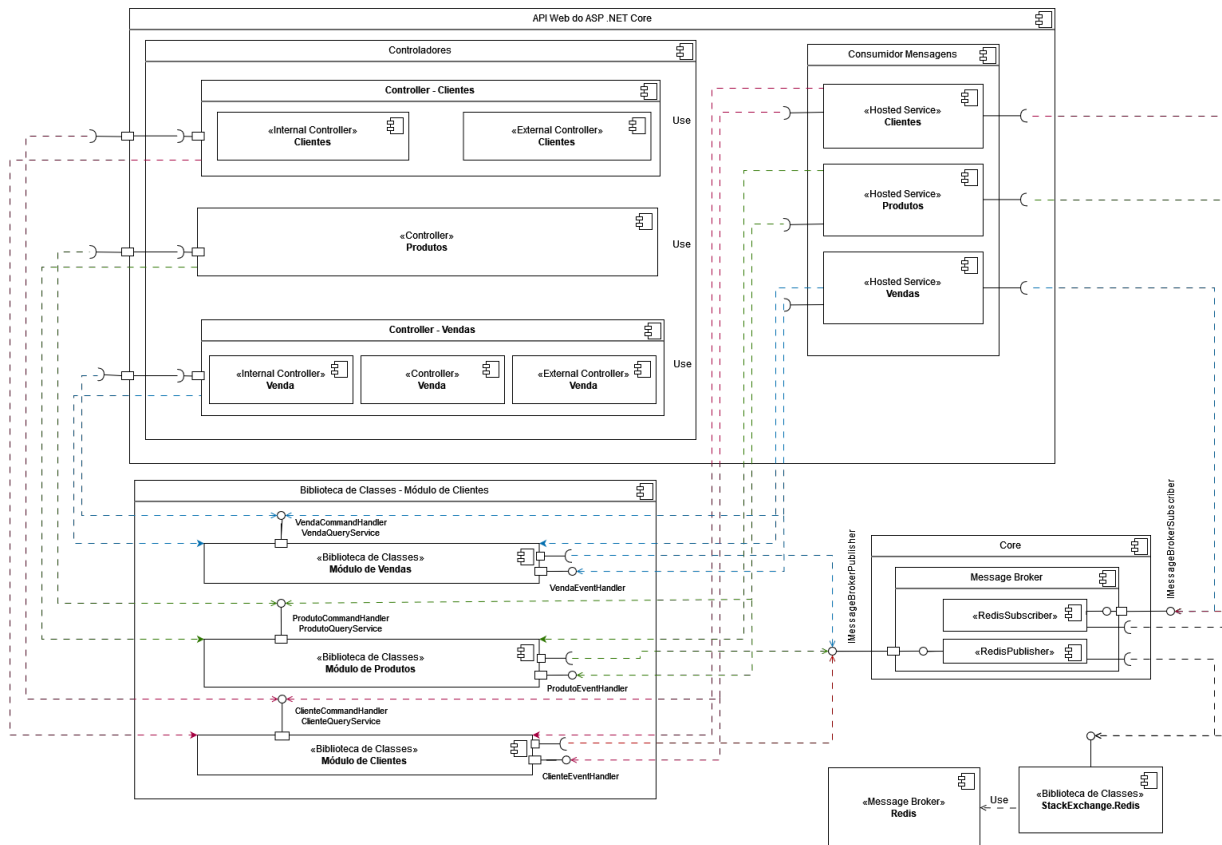 API Web do ASP .NET Core
Controladores
Consumidor Mensagens
Controller - Clientes
«Internal Controller»
Clientes
«External Controller»
Clientes
Use
«Hosted Service»
Clientes
«Hosted Service»
Produtos
«Controller»
Produtos
Use
«Hosted Service»
Vendas
Controller - Vendas
«Internal Controller»
Venda
«Controller»
Venda
«External Controller»
Venda
Use
Biblioteca de Classes - Módulo de Clientes
VendaCommandHandler
VendaQueryService
«Biblioteca de Classes»
Módulo de Vendas
VendaEventHandler
ProdutoCommandHandler
ProdutoQueryService
«Biblioteca de Classes»
Módulo de Produtos
ProdutoEventHandler
ClienteCommandHandler
ClienteQueryService
«Biblioteca de Classes»
Módulo de Clientes
ClienteEventHandler
IMessageBrokerPublisher
Core
Message Broker
«RedisSubscriber»
«RedisPublisher»
IMessageBrokerSubscriber
«Message Broker»
Redis
Use
«Biblioteca de Classes»
StackExchange.Redis